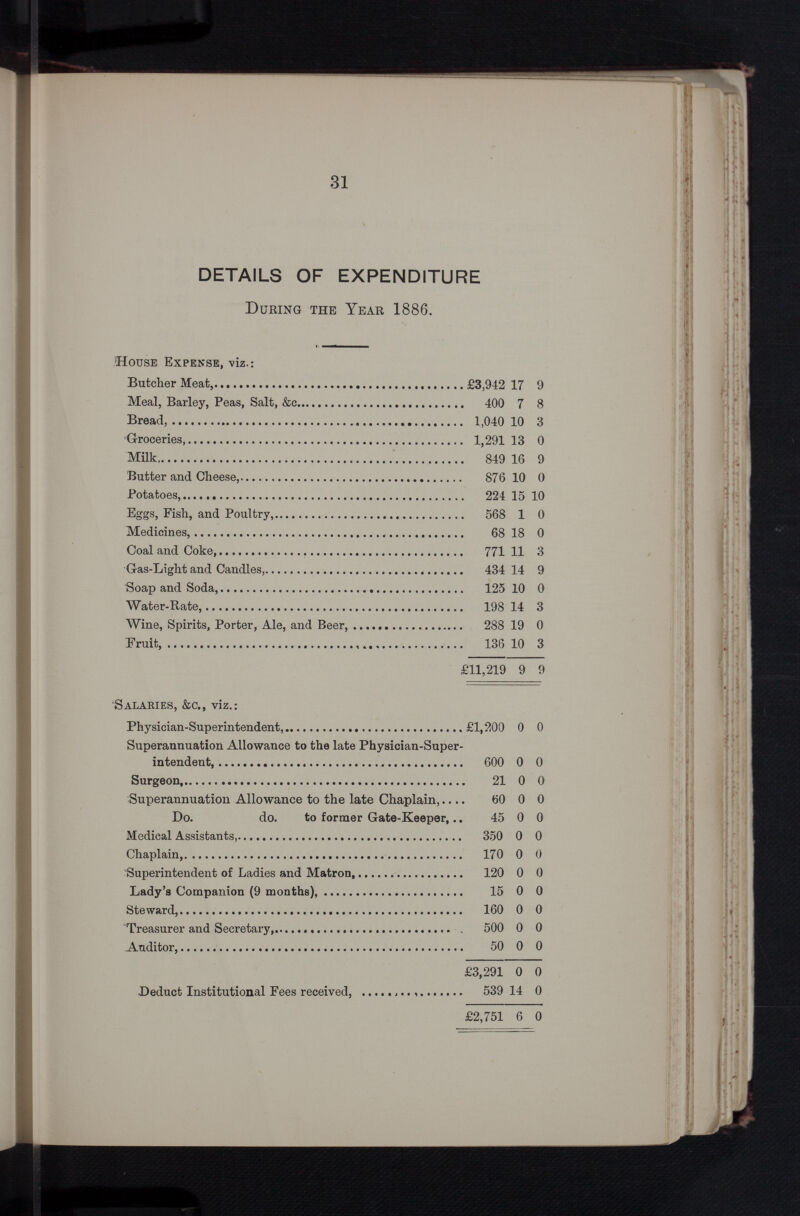 31
DETAILS OF EXPENDITURE
DURING THE YEAR 1886.
HOUSE EXPENSE, viz.:
Butcher Meat,............................................ £3,942 17 9
Meal, Barley, Peas, Salt, &c............................ 400 7 8
Bread,.................................................. 1,040 10 3
Groceries,.............................................. 1,291 13 0
Milk,................................................... 849 16 9
Butter and Cheese,...................................... 876 10 0
Potatoes,............................................... 224 15 10
Eggs, Fish, and Poultry,................................ 568 1 0
Medicines,.............................................. 68 18 0
Coal and Coke,.......................................... 771 11 3
Gas-Light and Candles,.................................. 434 14 9
Soap and Soda,.......................................... 125 10 0
Water-Rate,............................................. 198 14 3
Wine, Spirits, Porter, Ale, and Beer, .................. 288 19 0
Fruit, ................................................. 136 10 3
£11,219 9 9
SALARIES, &c., viz.:
Physician-Superintendent,............................... £1,200 0 0
Superannuation Allowance to the late Physician-Super-
intendent,.............................................. 600 0 0
Surgeon,................................................ 21 0 0
Superannuation Allowance to the late Chaplain,.... 60 0 0
Do. do. to former Gate-Keeper,.. 45 0 0
Medical Assistants,..................................... 350 0 0
Chaplain,............................................... 170 0 0
Superintendent of Ladies and Matron,................. 120 0 0
Lady's Companion (9 months), ........................ 15 0 0
Steward,................................................ 160 0 0
Treasurer and Secretary,............................. 500 0 0
Auditor,................................................ 50 0 0
£3,291 0 0
Deduct Institutional Fees received, ................. 539 14 0
£2,751 6 0